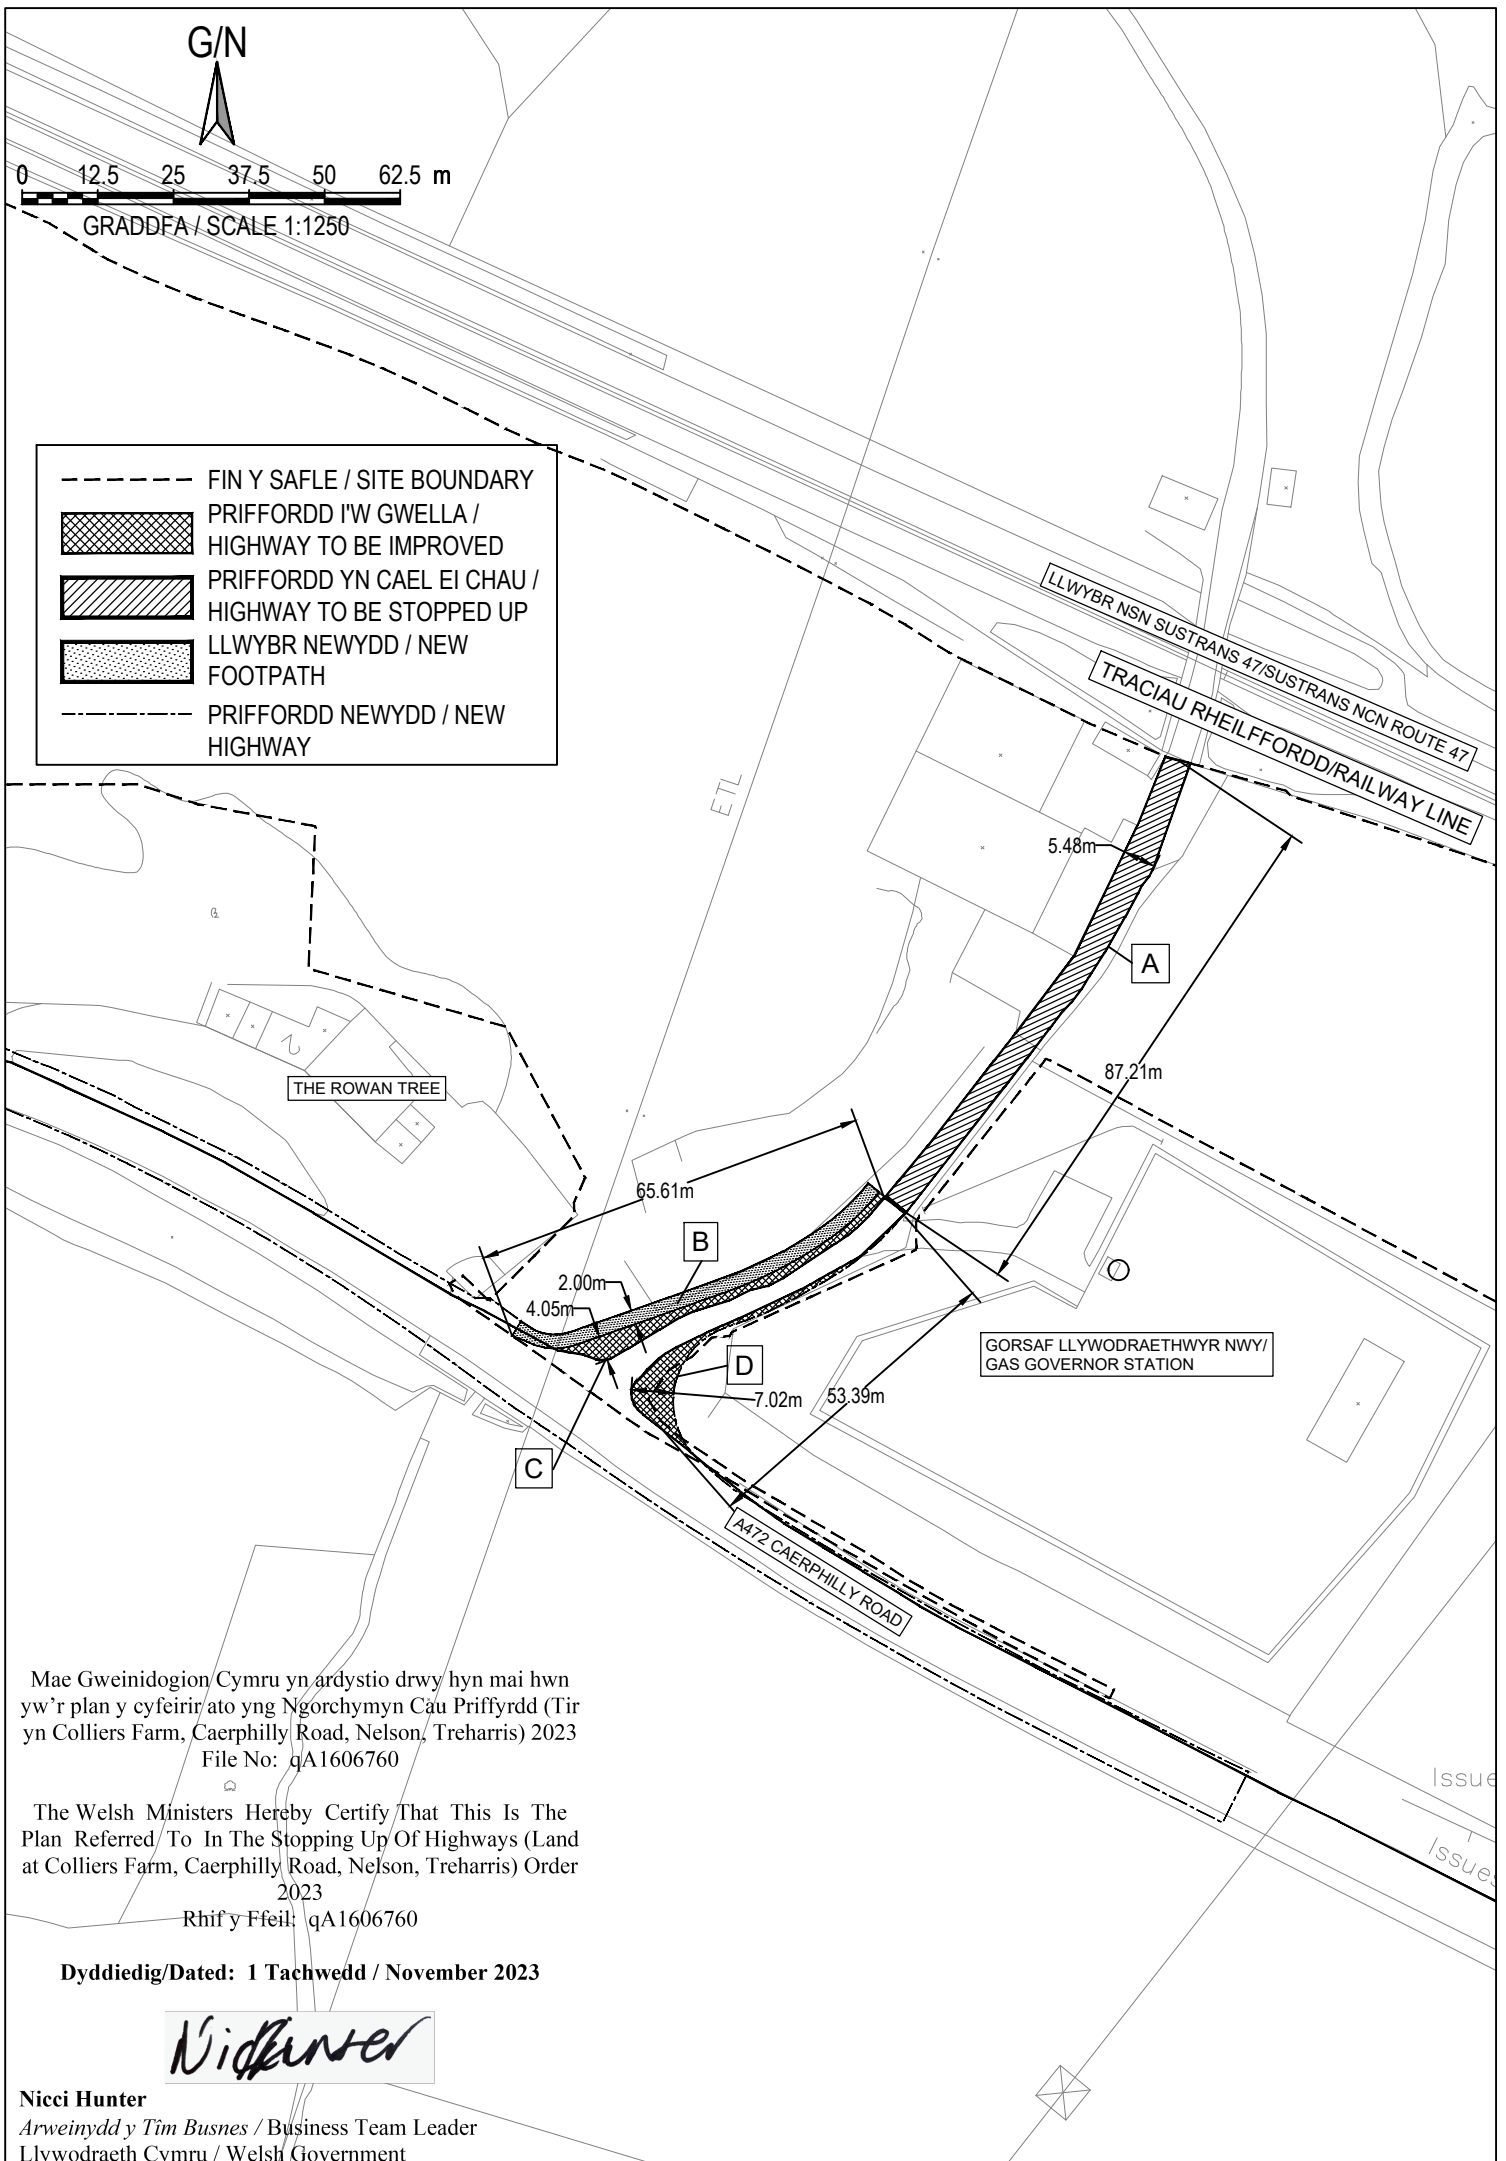 G/N
0 12.5 25 37.5 50 62.5 m
GRADDFA / SCALE 1:1250
FIN Y SAFLE / SITE BOUNDARY
PRIFFORDD I'W GWELLA /
HIGHWAY TO BE IMPROVED
PRIFFORDD YN CAEL EI CHAU /
HIGHWAY TO BE STOPPED UP
LLWYBR NEWYDD / NEW
FOOTPATH
PRIFFORDD NEWYDD / NEW
HIGHWAY
LLWYBR NSN SUSTRANS 47/SUSTRANS NCN ROUTE 47
TRACIAU RHEILFFORDD/RAILWAY LINE
ETL
5.48m
A
87.21m
THE ROWAN TREE
65.61m
B
2.00m
4.05m
D
7.02m
53.39m
GORSAF LLYWODRAETHWYR NWY/
GAS GOVERNOR STATION
C
A472 CAERPHILLY ROAD
Mae Gweinidogion Cymru yn ardystio drwy hyn mai hwn
yw'r plan y cyfeirir ato yng Ngorchymyn Cau Priffyrdd (Tir
yn Colliers Farm, Caerphilly Road, Nelson, Treharris) 2023
File No: qA1606760
The Welsh Ministers Hereby Certify That This Is The
Plan Referred To In The Stopping Up Of Highways (Land
at Colliers Farm, Caerphilly Road, Nelson, Treharris) Order
2023
Rhif y Ffeil: qA1606760
Dyddiedig/Dated: 1 Tachwedd / November 2023
Issue
Issues
Nicci Hunter
Arweinydd y Tîm Busnes / Business Team Leader
Llywodraeth Cymru / Welsh Government